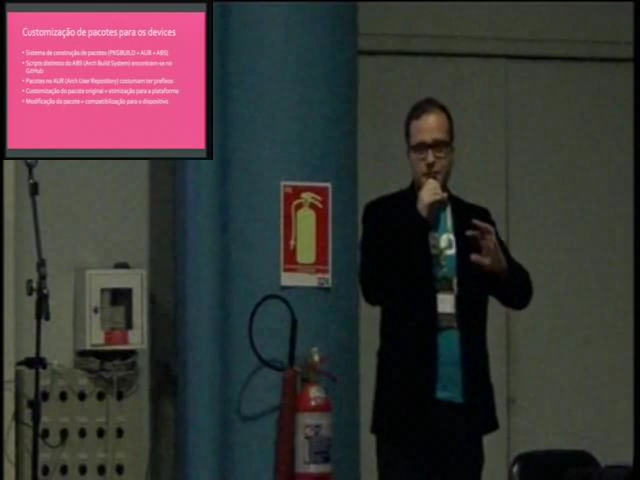 Customização de pacotes para os devices
• Sistema de construção de pacotes (PKGBUILD + AUR + ABS)
• Scripts distintos do ABS (Arch Build System) encontram-se no
GitHub
• Pacotes na AUR (Arch User Repository) costumam ter prefixos
• Customização do pacote original = otimização para a plataforma
• Modificação do pacote = compatibilização para o dispositivo